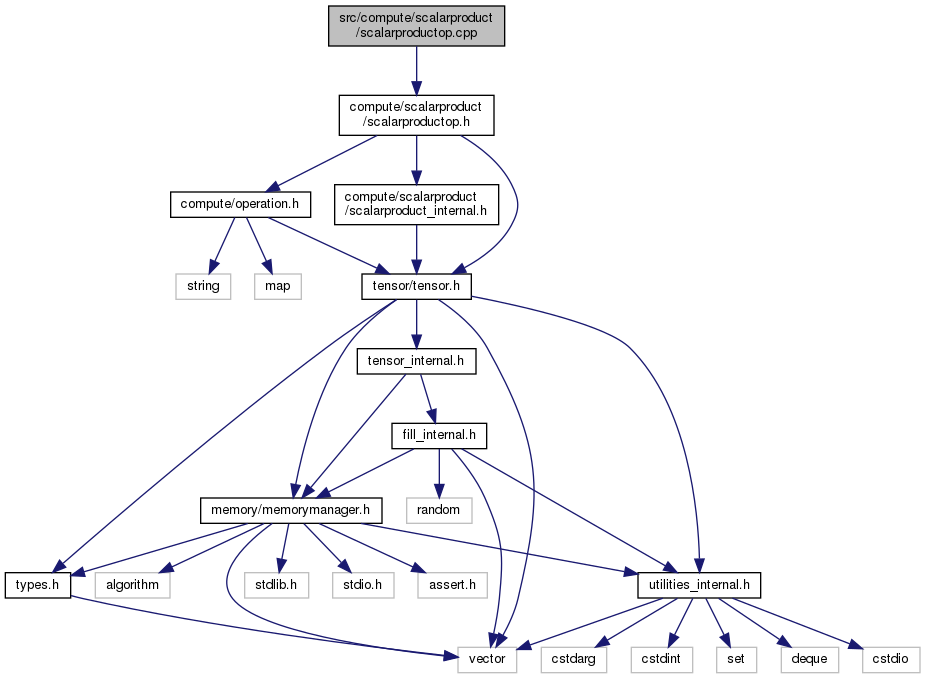 src/compute/scalarproduct
/scalarproductop.cpp
compute/scalarproduct
/scalarproductop.h
compute/operation.h
compute/scalarproduct
/scalarproduct_internal.h
string
map
tensor/tensor.h
tensor_internal.h
fill_internal.h
memory/memorymanager.h
random
types.h
algorithm
stdlib.h
stdio.h
assert.h
utilities_internal.h
vector
cstdarg
cstdint
set
deque
cstdio